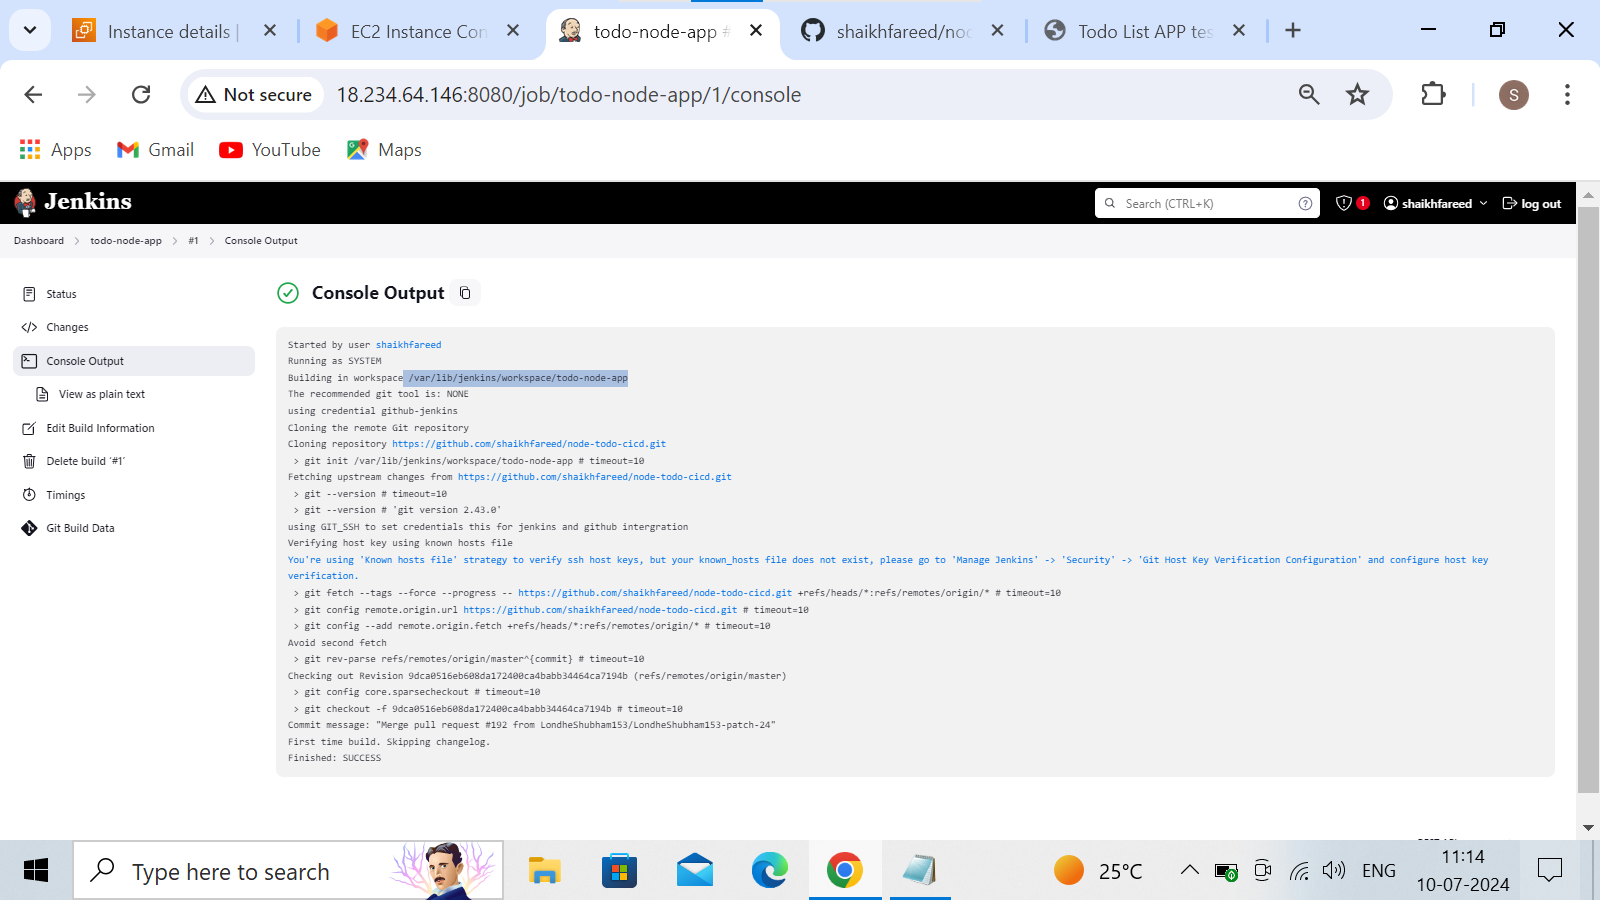 Instance details |
EC2 Instance Con
todo-node-app #
shaikhfareed/nod
Todo List APP tes
Not secure
18.234.64.146:8080/job/todo-node-app/1/console
S
Apps
Gmail
YouTube
Maps
Jenkins
Search (CTRL+K)
1
shaikhfareed
log out
Dashboard
todo-node-app
#1
Console Output
Status
Changes
Console Output
View as plain text
Edit Build Information
Delete build '#1'
Timings
Git Build Data
Console Output
Started by user shaikhfareed
Running as SYSTEM
Building in workspace /var/lib/jenkins/workspace/todo-node-app
The recommended git tool is: NONE
using credential github-jenkins
Cloning the remote Git repository
Cloning repository https://github.com/shaikhfareed/node-todo-cicd.git
 > git init /var/lib/jenkins/workspace/todo-node-app # timeout=10
Fetching upstream changes from https://github.com/shaikhfareed/node-todo-cicd.git
 > git --version # timeout=10
 > git --version # 'git version 2.43.0'
using GIT_SSH to set credentials this for jenkins and github intergration
Verifying host key using known hosts file
You're using 'Known hosts file' strategy to verify ssh host keys, but your known_hosts file does not exist, please go to 'Manage Jenkins' -> 'Security' -> 'Git Host Key Verification Configuration' and configure host key
verification.
 > git fetch --tags --force --progress -- https://github.com/shaikhfareed/node-todo-cicd.git +refs/heads/*:refs/remotes/origin/* # timeout=10
 > git config remote.origin.url https://github.com/shaikhfareed/node-todo-cicd.git # timeout=10
 > git config --add remote.origin.fetch +refs/heads/*:refs/remotes/origin/* # timeout=10
Avoid second fetch
 > git rev-parse refs/remotes/origin/master^{commit} # timeout=10
Checking out Revision 9dca0516eb608da172400ca4babb34464ca7194b (refs/remotes/origin/master)
 > git config core.sparsecheckout # timeout=10
 > git checkout -f 9dca0516eb608da172400ca4babb34464ca7194b # timeout=10
Commit message: "Merge pull request #192 from LondheShubham153/LondheShubham153-patch-24"
First time build. Skipping changelog.
Finished: SUCCESS
Type here to search
25°C
ENG
11:14
10-07-2024